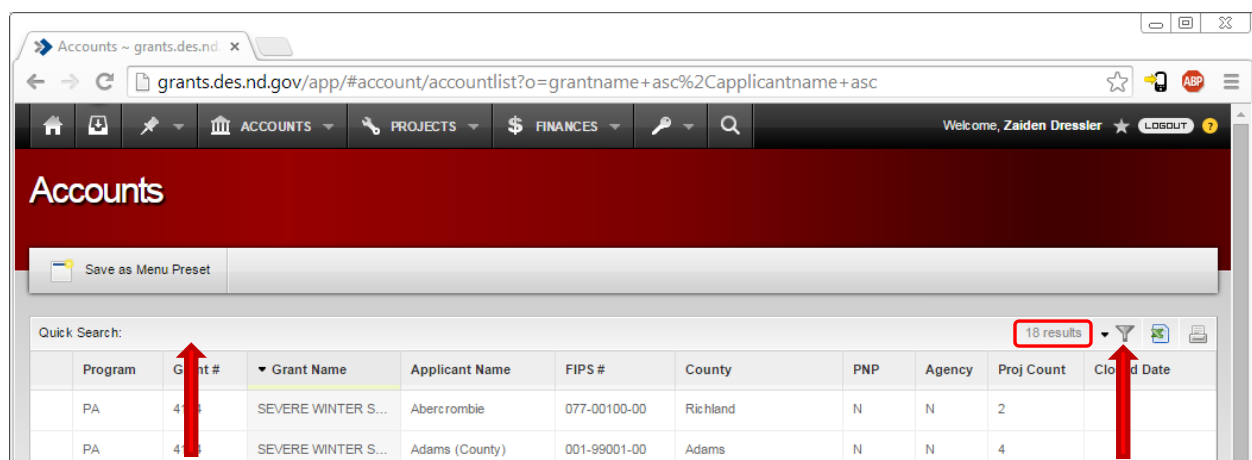 Accounts ~ grants.des.nd.
grants.des.nd.gov/app/#account/accountlist?o=grantname+asc%2Capplicantname+asc
ABP
ACCOUNTS PROJECTS $ FINANCES Welcome, Zaiden Dressler LOGOUT ?
Accounts
Save as Menu Preset
Quick Search: 18 results
Program Grant # Grant Name Applicant Name FIPS # County PNP Agency Proj Count Closed Date
PA SEVERE WINTER S... Abercrombie 077-00100-00 Richland N N 2
PA SEVERE WINTER S... Adams (County) 001-99001-00 Adams N N 4